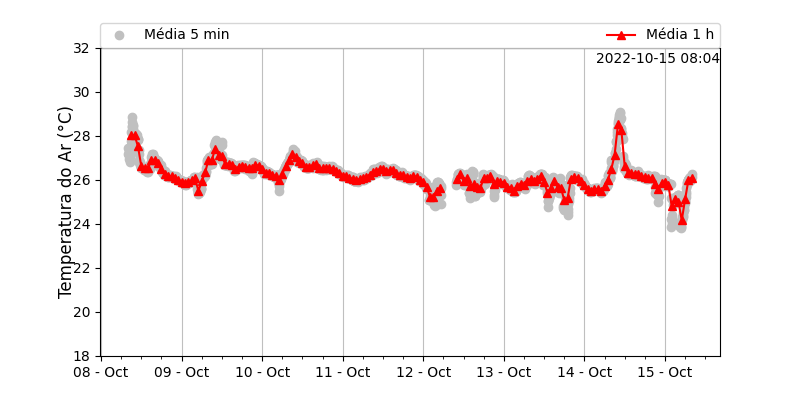 Média 5 min
Média 1 h
2022-10-15 08:04
Temperatura do Ar (°C)
32
30
28
26
24
22
20
18
08 - Oct
09 - Oct
10 - Oct
11 - Oct
12 - Oct
13 - Oct
14 - Oct
15 - Oct